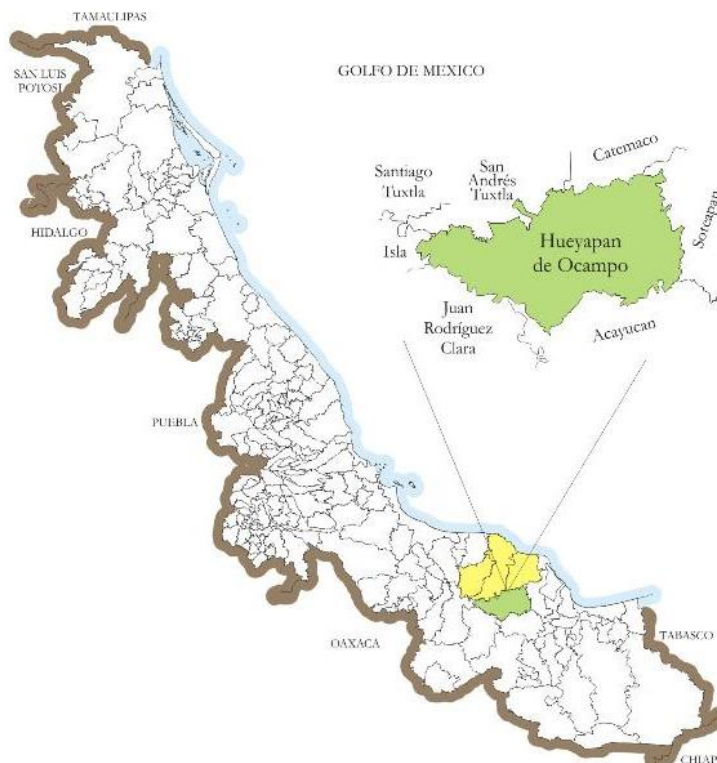 TAMAULIPAS
SAN LUIS
POTOSI
GOLFO DE MEXICO
HIDALGO
Santiago
Tuxtla
San
Andrés
Tuxtla
Catemaco
Soteapan
Isla
Hueyapan
de Ocampo
Juan
Rodríguez
Clara
Acayucan
PUEBLA
OAXACA
TABASCO
CHIAP